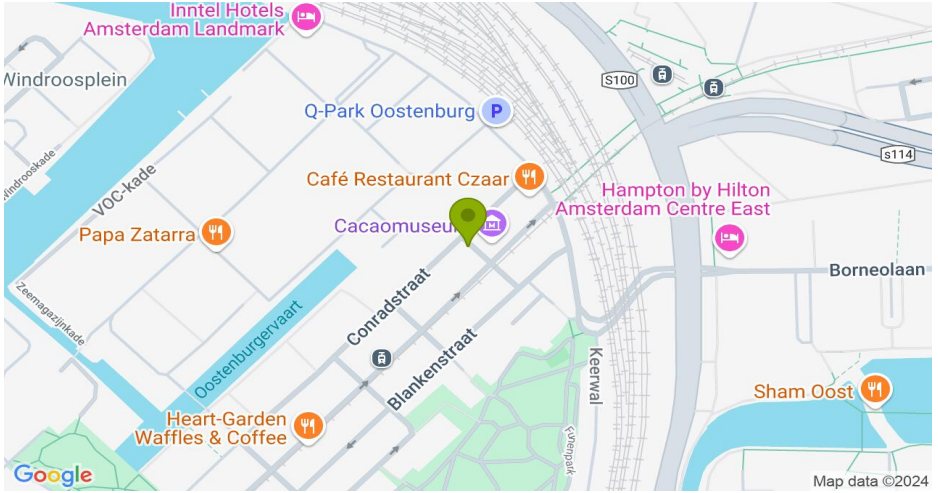 Inntel Hotels
Amsterdam Landmark
Windroosplein
S100
Q-Park Oostenburg
P
Windrooskade
VOC-kade
Café Restaurant Czaar
s114
Hampton by Hilton
Amsterdam Centre East
Papa Zatarra
Cacaomuseu
Borneolaan
Zeemagazijnkade
Conradstraat
Oostenburgervaart
Blankenstraat
Keerwal
Sham Oost
Heart-Garden
Waffles & Coffee
Google
Map data ©2024